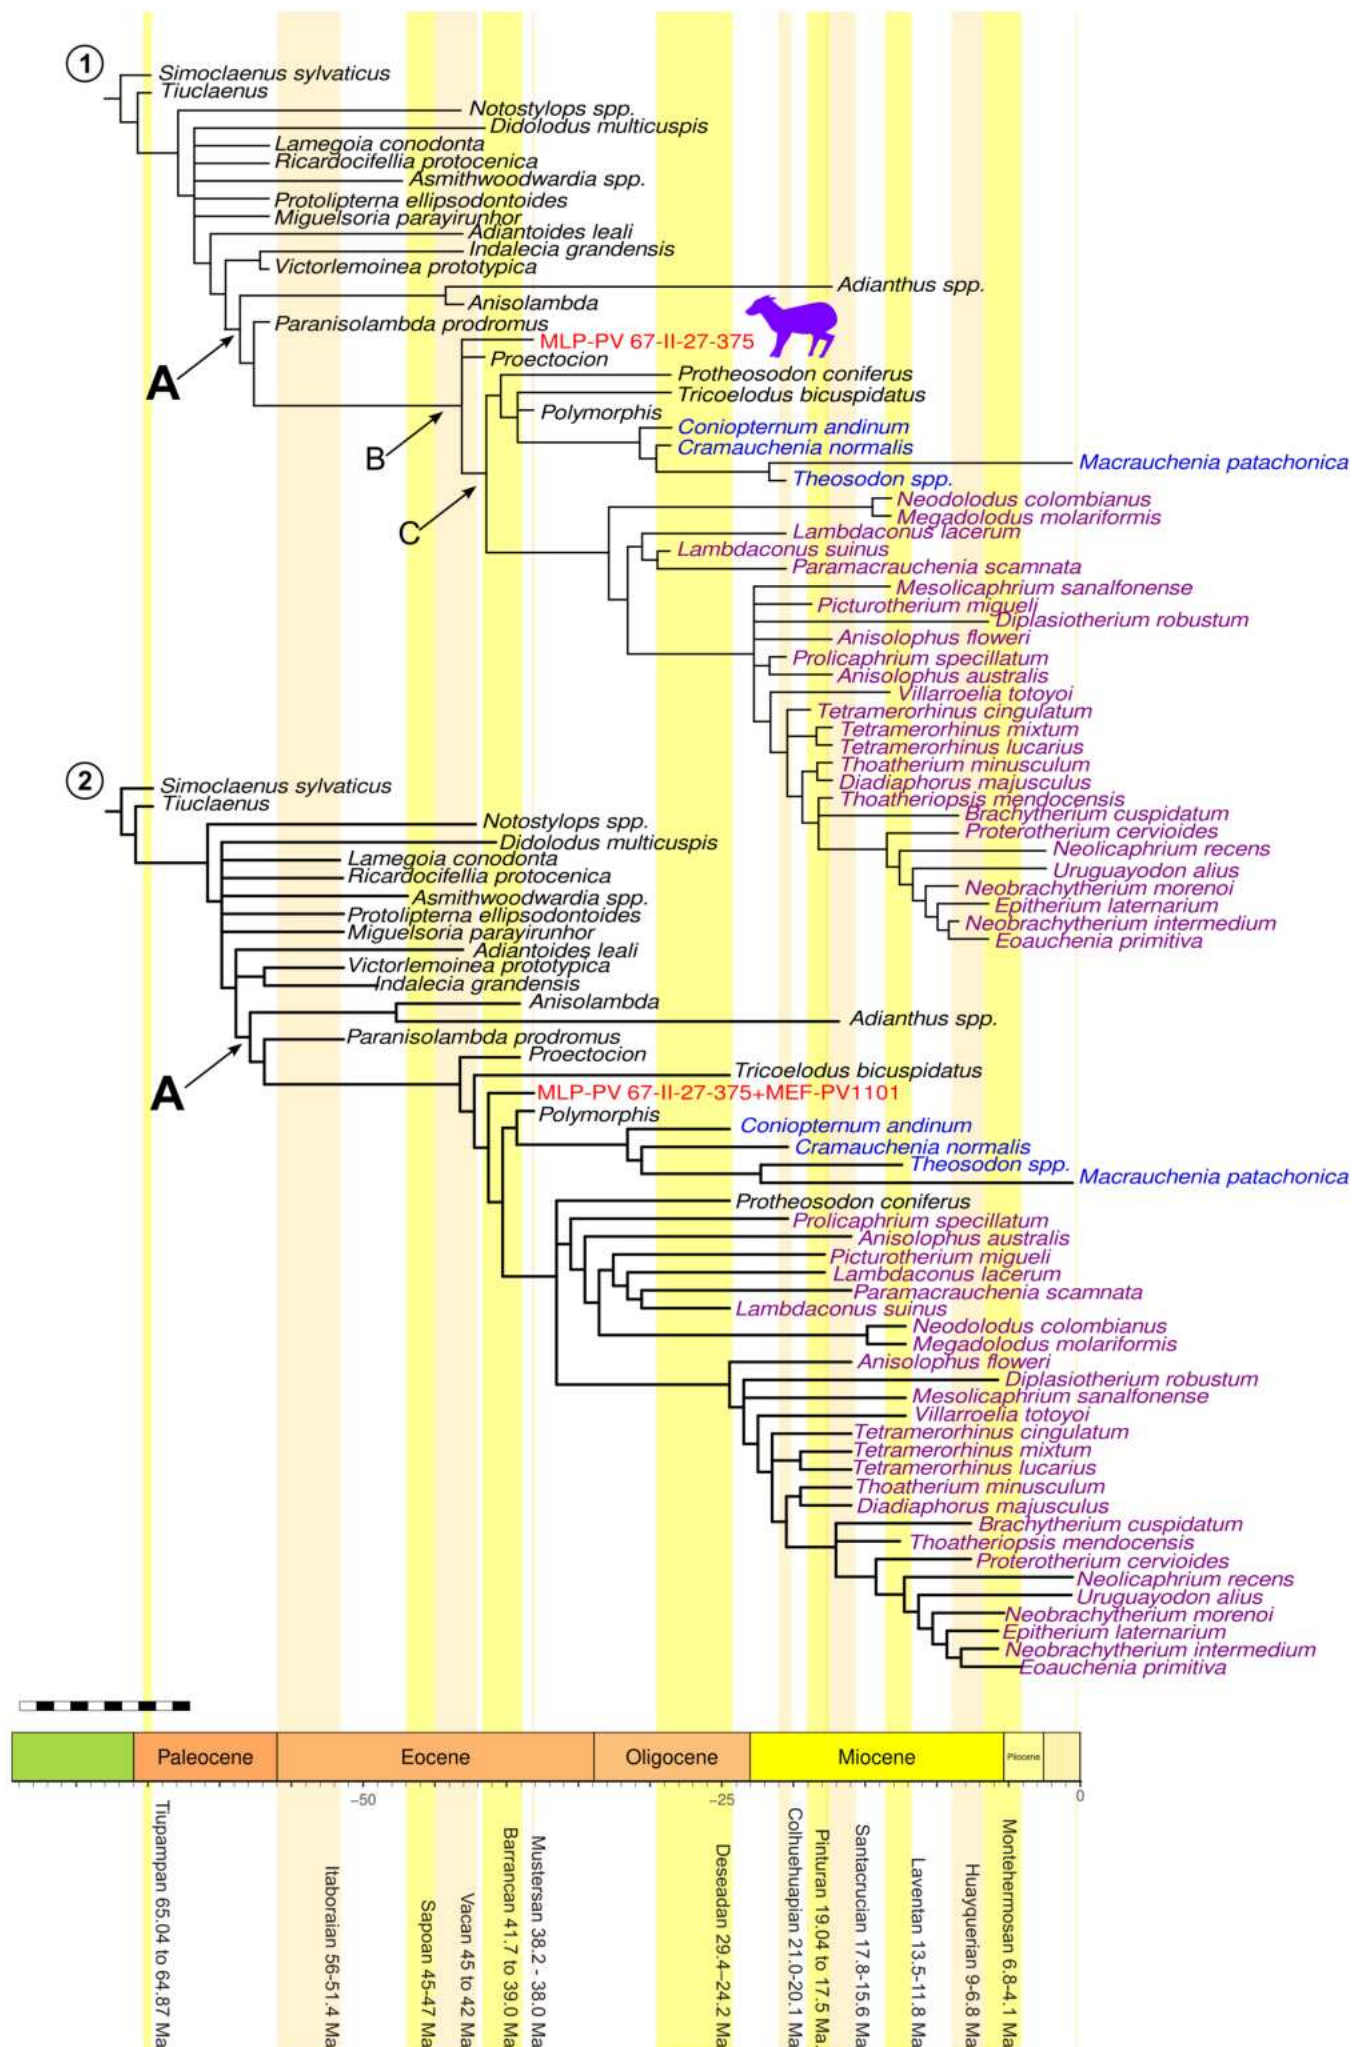 1
Simoclaenus sylvaticus
Tiuclaenus
Notostylops spp.
Didolodus multicuspis
Lamegoia conodonta
Ricardocifellia protocenica
Asmithwoodwardia spp.
Protolipterna ellipsodontoides
Miguelsoria parayirunhor
Adiantoides leali
Indalecia grandensis
Victorlemoinea prototypica
Adianthus spp.
Anisolambda
Paranisolambda prodromus
MLP-PV 67-II-27-375
A
Proectocion
Protheosodon coniferus
Tricoelodus bicuspidatus
Polymorphis
Coniopternum andinum
Cramauchenia normalis
B
Macrauchenia patachonica
Theosodon spp.
Neodolodus colombianus
Megadolodus molariformis
C
Lambdaconus lacerum
Lambdaconus suinus
Paramacrauchenia scamnata
Mesolicaphrium sanalfonense
Picturotherium migueli
Diplasiotherium robustum
Anisolophus floweri
Prolicaphrium specillatum
Anisolophus australis
Villarroelia totoyoi
Tetramerorhinus cingulatum
Tetramerorhinus mixtum
Tetramerorhinus lucarius
Thoatherium minusculum
Diadiaphorus majusculus
Thoatheriopsis mendocensis
Brachytherium cuspidatum
Proterotherium cervioides
Neolicaphrium recens
Uruguayodon alius
Neobrachytherium morenoi
Epitherium laternarium
Neobrachytherium intermedium
Eoauchenia primitiva
2
Simoclaenus sylvaticus
Tiuclaenus
Notostylops spp.
Didolodus multicuspis
Lamegoia conodonta
Ricardocifellia protocenica
Asmithwoodwardia spp.
Protolipterna ellipsodontoides
Miguelsoria parayirunhor
Adiantoides leali
Victorlemoinea prototypica
Indalecia grandensis
Anisolambda
Adianthus spp.
Paranisolambda prodromus
Proectocion
A
Tricoelodus bicuspidatus
MLP-PV 67-II-27-375+MEF-PV1101
Polymorphis
Coniopternum andinum
Cramauchenia normalis
Theosodon spp.
Macrauchenia patachonica
Protheosodon coniferus
Prolicaphrium specillatum
Anisolophus australis
Picturotherium migueli
Lambdaconus lacerum
Paramacrauchenia scamnata
Lambdaconus suinus
Neodolodus colombianus
Megadolodus molariformis
Anisolophus floweri
Diplasiotherium robustum
Mesolicaphrium sanalfonense
Villarroelia totoyoi
Tetramerorhinus cingulatum
Tetramerorhinus mixtum
Tetramerorhinus lucarius
Thoatherium minusculum
Diadiaphorus majusculus
Brachytherium cuspidatum
Thoatheriopsis mendocensis
Proterotherium cervioides
Neolicaphrium recens
Uruguayodon alius
Neobrachytherium morenoi
Epitherium laternarium
Neobrachytherium intermedium
Eoauchenia primitiva
Paleocene
Eocene
Oligocene
Miocene
Pliocene
−50
−25
0
Tiupampan 65.04 to 64.87 Ma
Itaboraian 56-51.4 Ma
Sapoan 45-47 Ma
Vacan 45 to 42 Ma
Barrancan 41.7 to 39.0 Ma
Mustersan 38.2 - 38.0 Ma
Deseadan 29.4–24.2 Ma
Colhuehuapian 21.0-20.1 Ma
Pinturan 19.04 to 17.5 Ma.
Santacrucian 17.8-15.6 Ma
Laventan 13.5-11.8 Ma
Huayquerian 9-6.8 Ma
Montehermosan 6.8-4.1 Ma